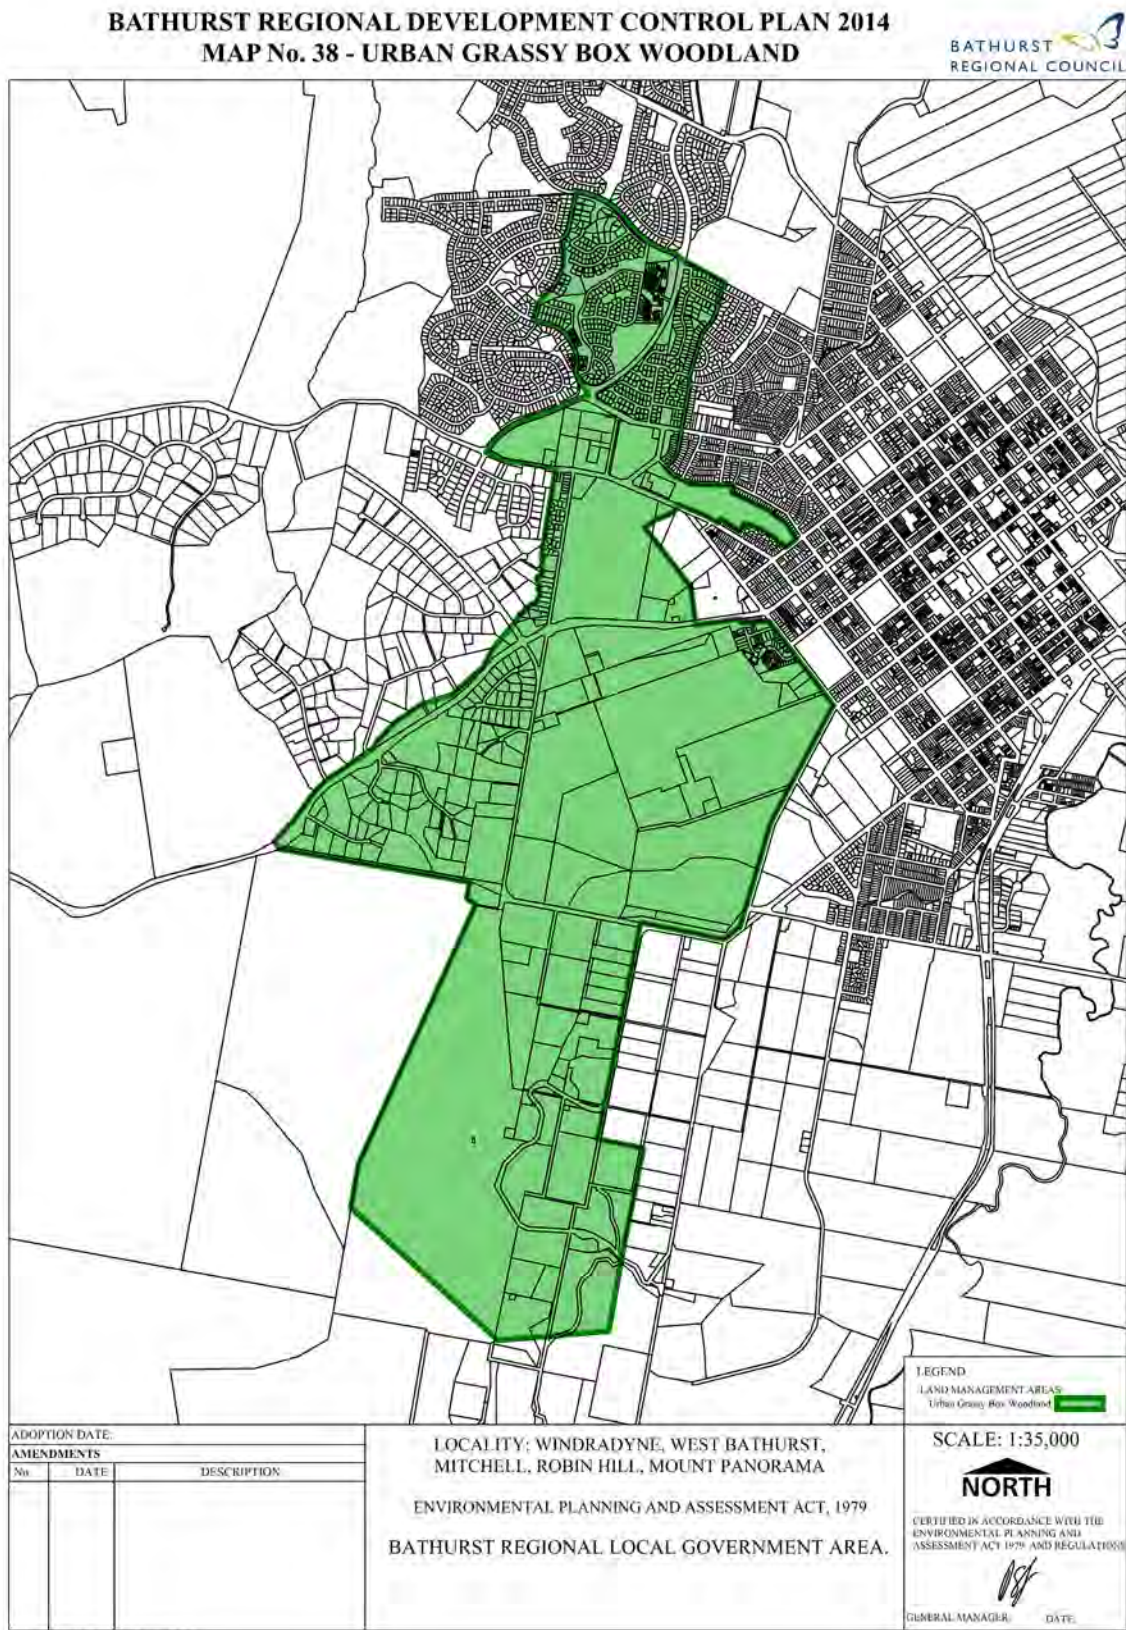 BATHURST REGIONAL DEVELOPMENT CONTROL PLAN 2014
MAP No. 38 - URBAN GRASSY BOX WOODLAND
BATHURST
REGIONAL COUNCIL
LEGEND
LAND MANAGEMENT AREAS
Urban Grassy Box Woodland
ADOPTION DATE:
AMENDMENTS
No DATE DESCRIPTION
LOCALITY: WINDRADYNE, WEST BATHURST,
MITCHELL, ROBIN HILL, MOUNT PANORAMA
ENVIRONMENTAL PLANNING AND ASSESSMENT ACT, 1979
BATHURST REGIONAL LOCAL GOVERNMENT AREA.
SCALE: 1:35,000
NORTH
CERTIFIED IN ACCORDANCE WITH THE
ENVIRONMENTAL PLANNING AND
ASSESSMENT ACT 1979 AND REGULATIONS
GENERAL MANAGER: DATE: